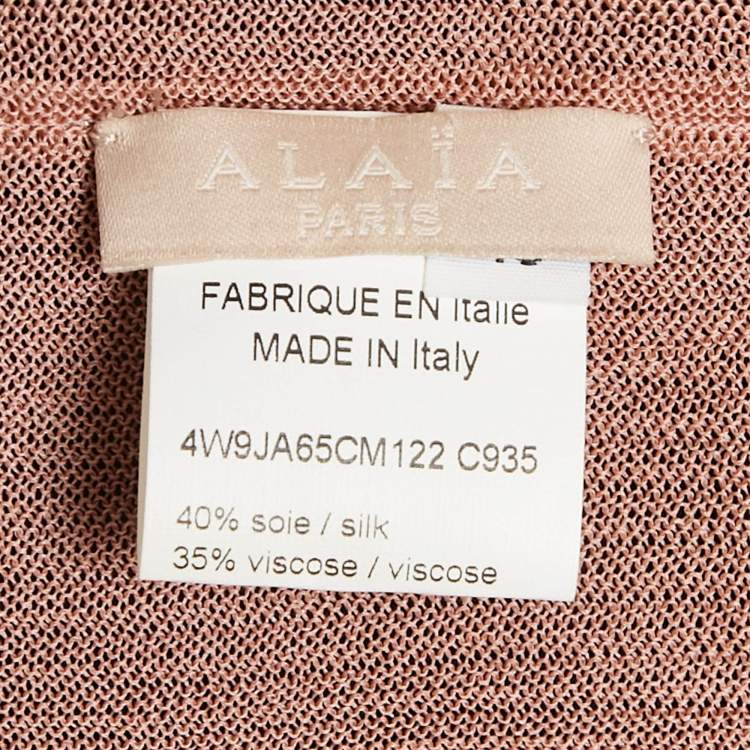 ALAÏA
PARIS
FABRIQUE EN Italie
MADE IN Italy
4W9JA65CM122 C935
40% soie / silk
35% viscose / viscose